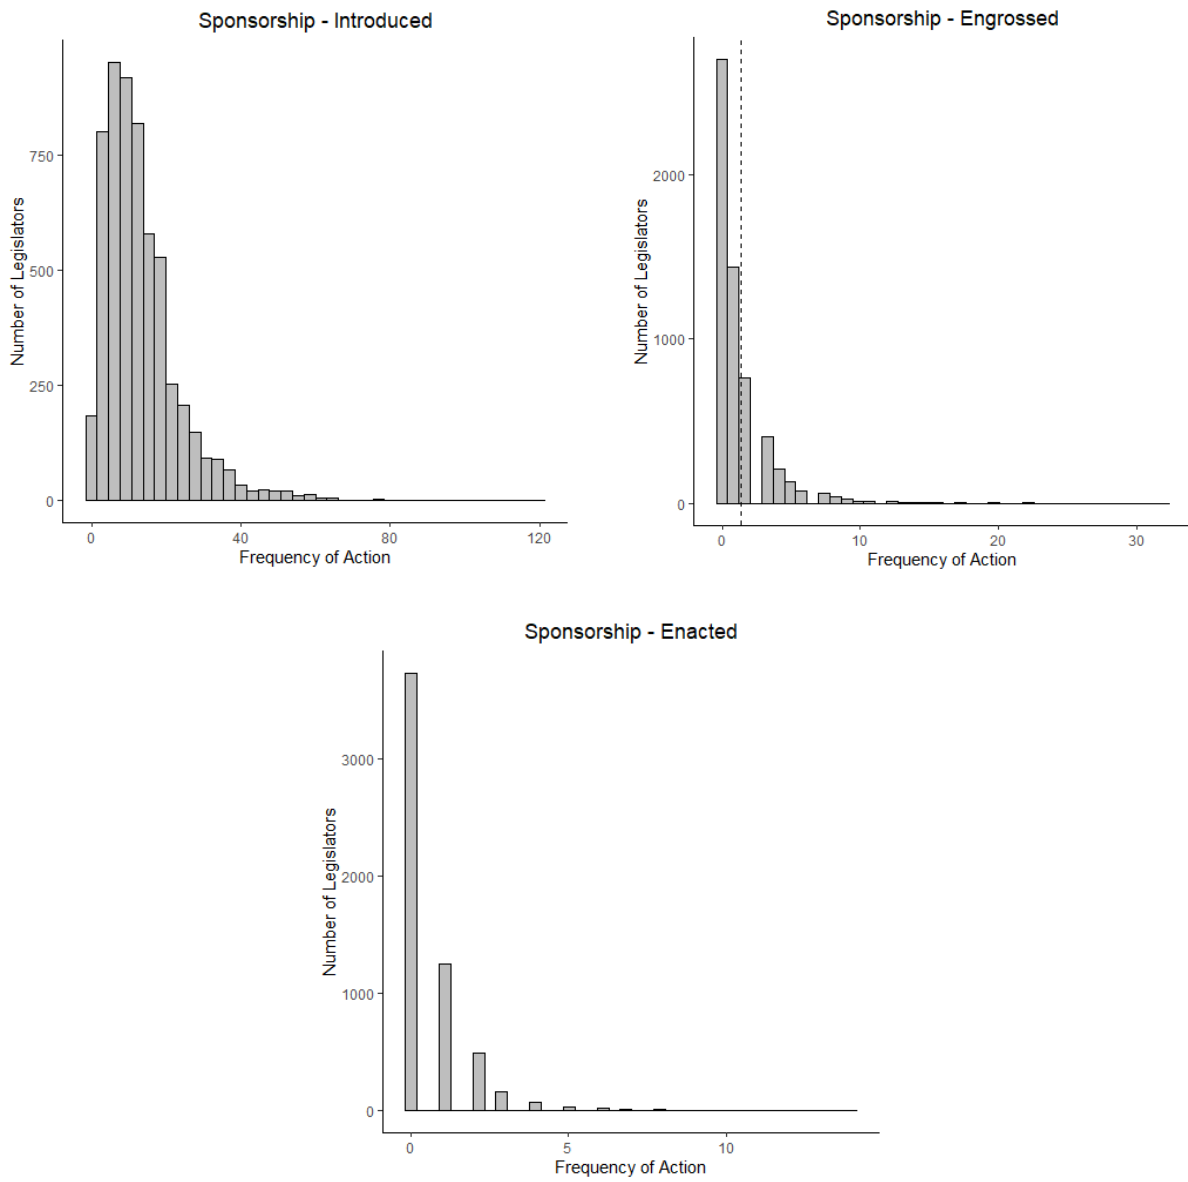 Sponsorship - Introduced
Number of Legislators
750
500
250
0
0 40 80 120
Frequency of Action
Sponsorship - Engrossed
Number of Legislators
2000
1000
0
0 10 20 30
Frequency of Action
Sponsorship - Enacted
Number of Legislators
3000
2000
1000
0
0 5 10
Frequency of Action